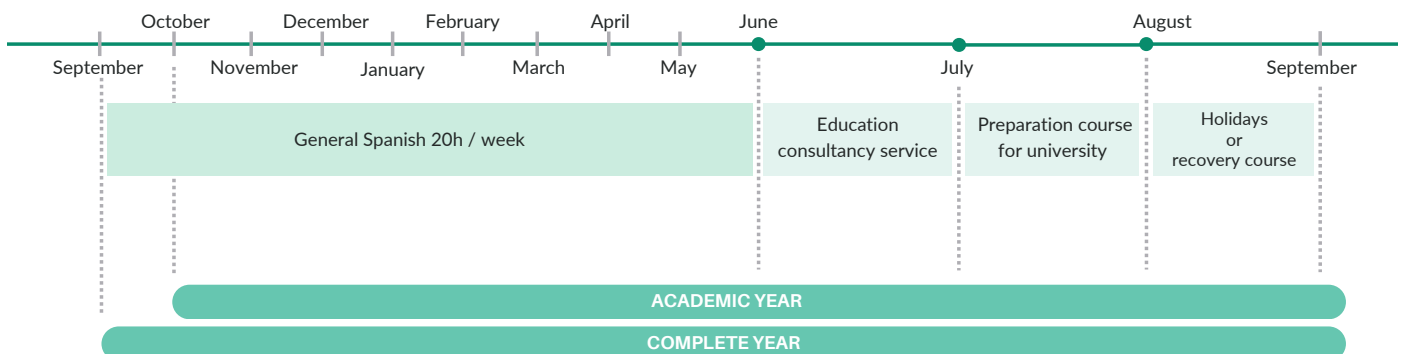 October
December
February
April
June
August
September
November
January
March
May
July
September
General Spanish 20h / week
Education
consultancy service
Preparation course
for university
Holidays
or
recovery course
ACADEMIC YEAR
COMPLETE YEAR